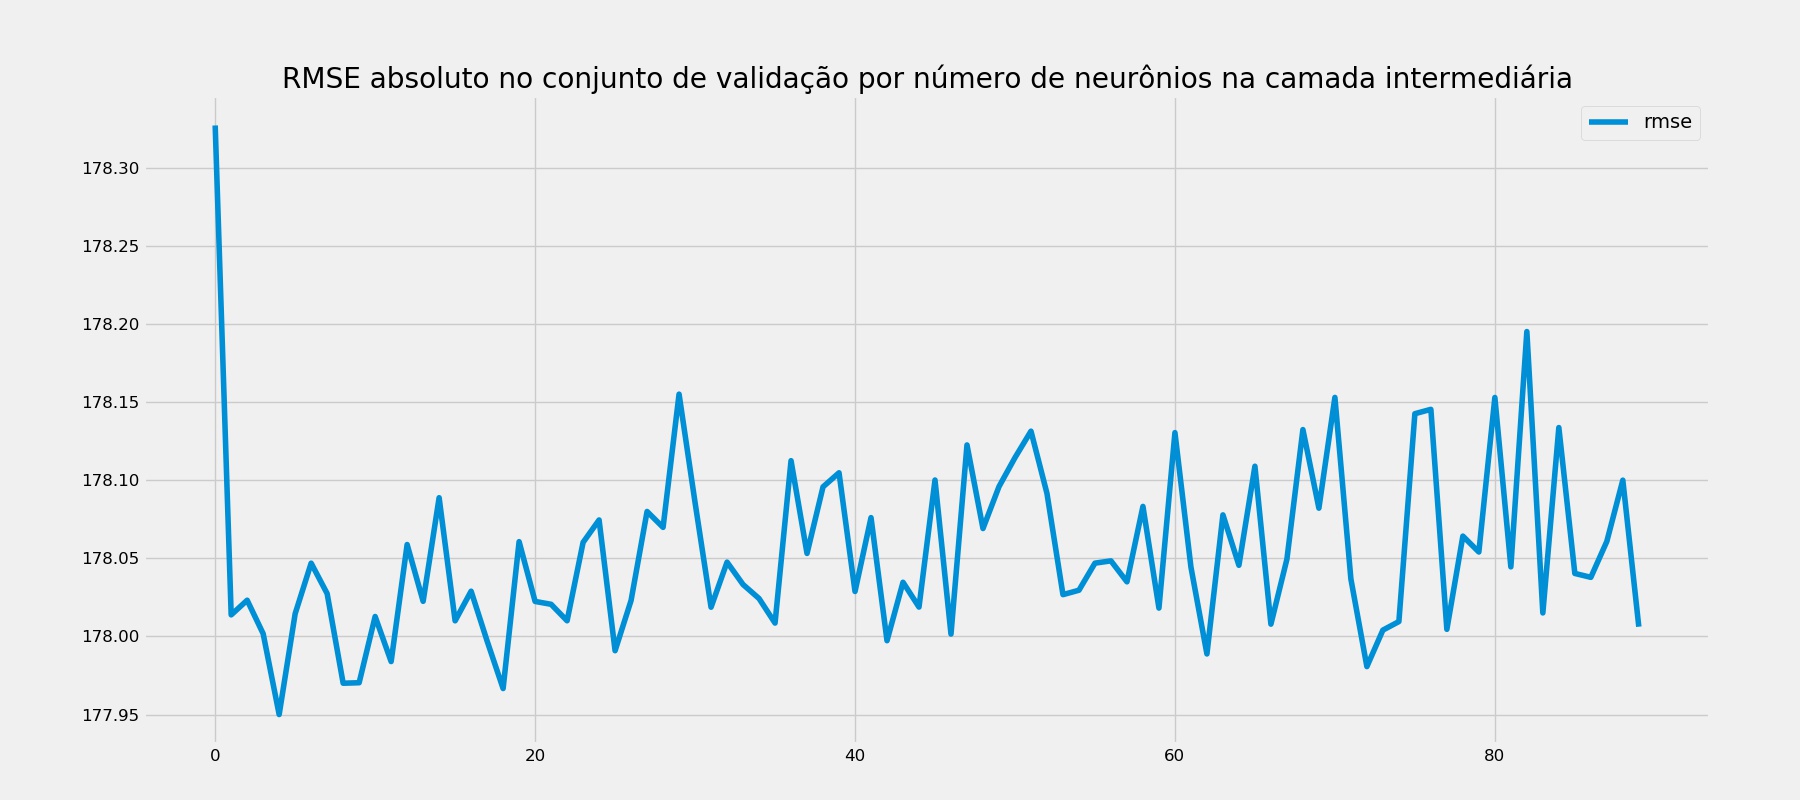 RMSE absoluto no conjunto de validação por número de neurônios na camada intermediária
rmse
178.30
178.25
178.20
178.15
178.10
178.05
178.00
177.95
0 20 40 60 80